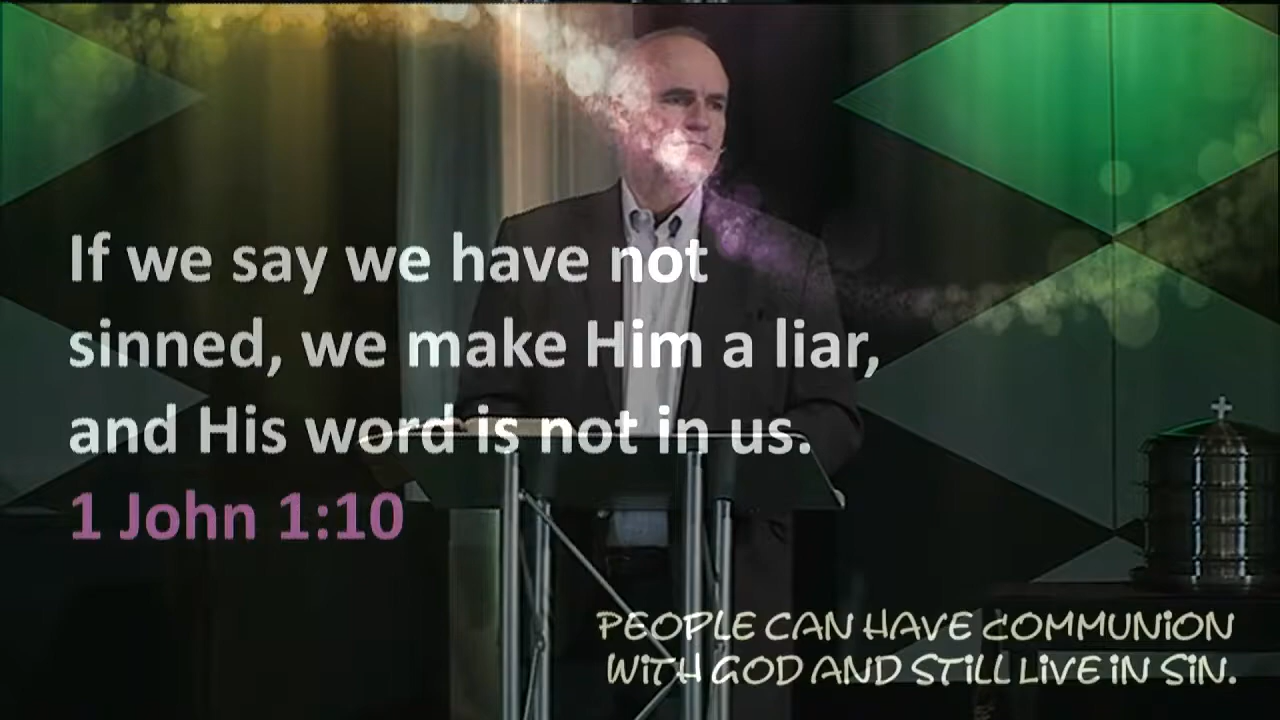 If we say we have not
sinned, we make Him a liar,
and His word is not in us.
1 John 1:10
PEOPLE CAN HAVE COMMUNION
WITH GOD AND STILL LIVE IN SIN.